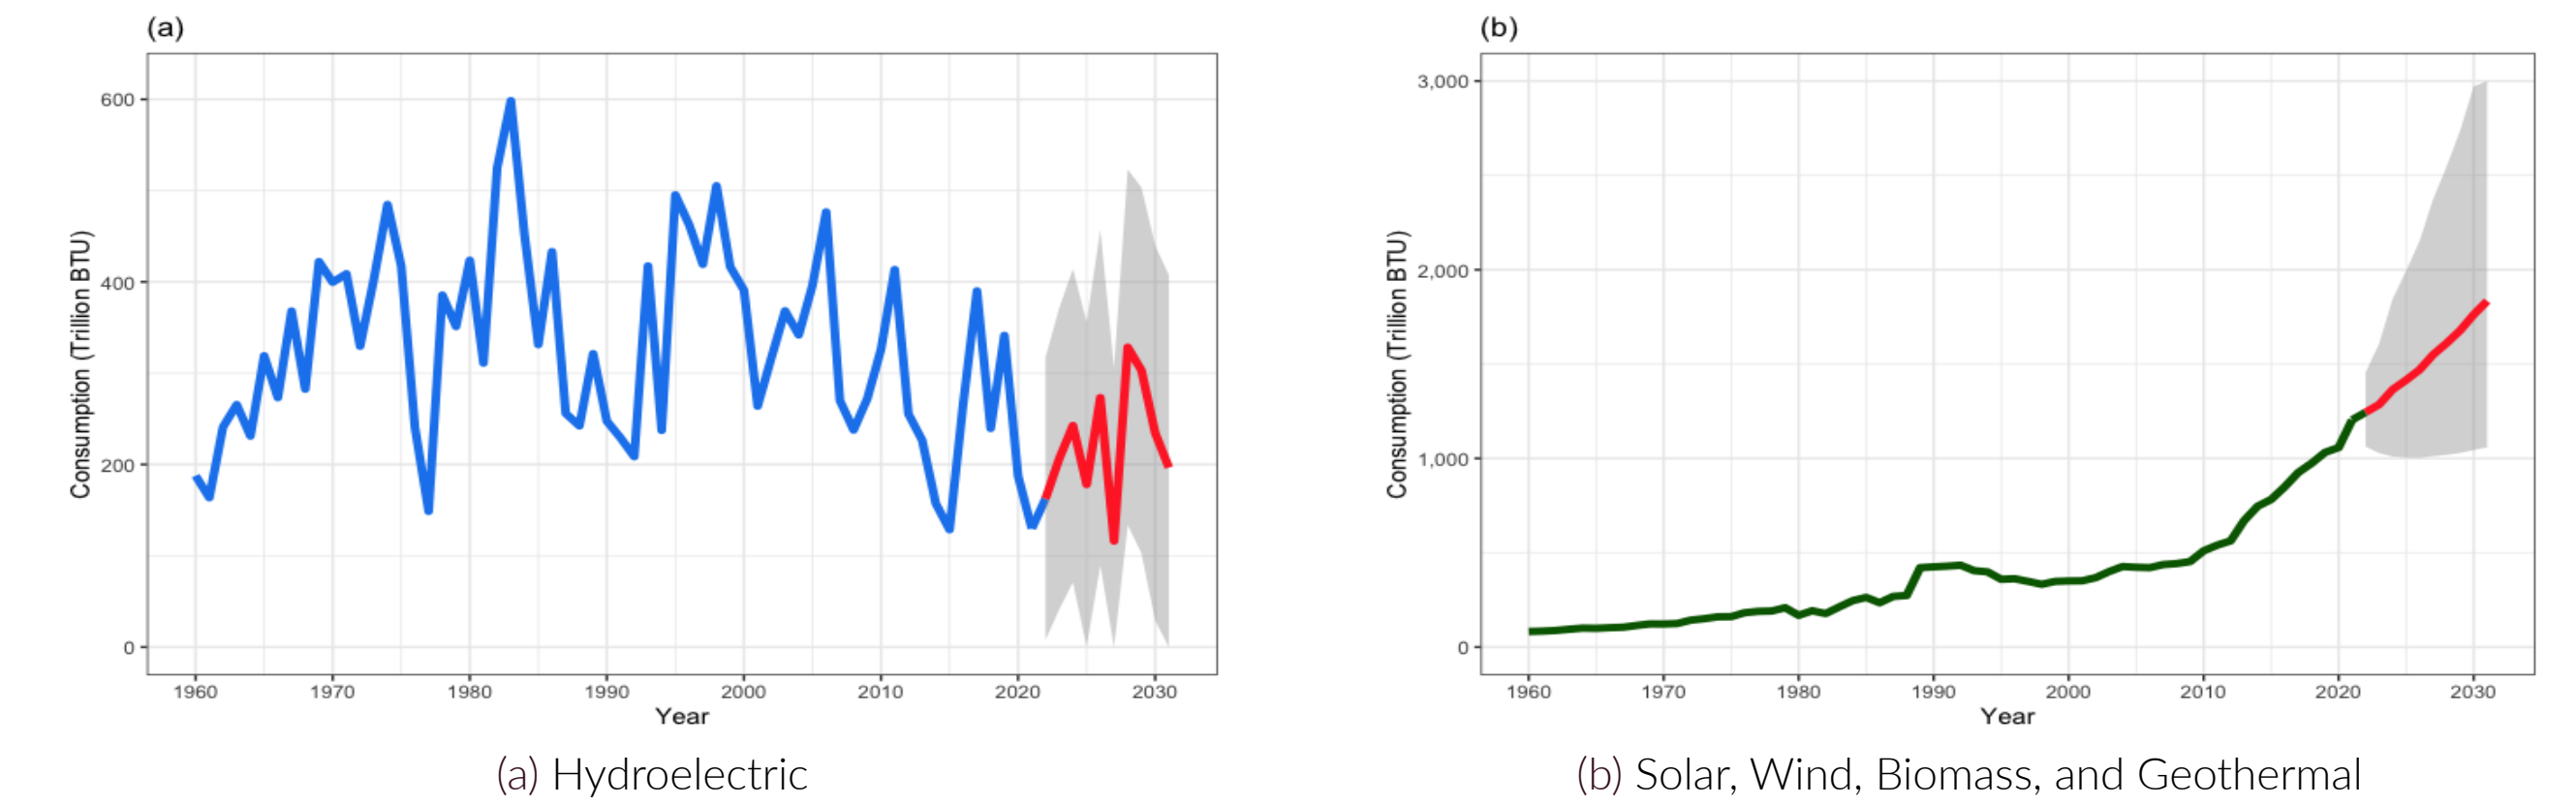 (a)
600
400
200
0
Consumption (Trillion BTU)
1960 1970 1980 1990 2000 2010 2020 2030
Year
(a) Hydroelectric
(b)
3,000
2,000
1,000
0
Consumption (Trillion BTU)
1960 1970 1980 1990 2000 2010 2020 2030
Year
(b) Solar, Wind, Biomass, and Geothermal